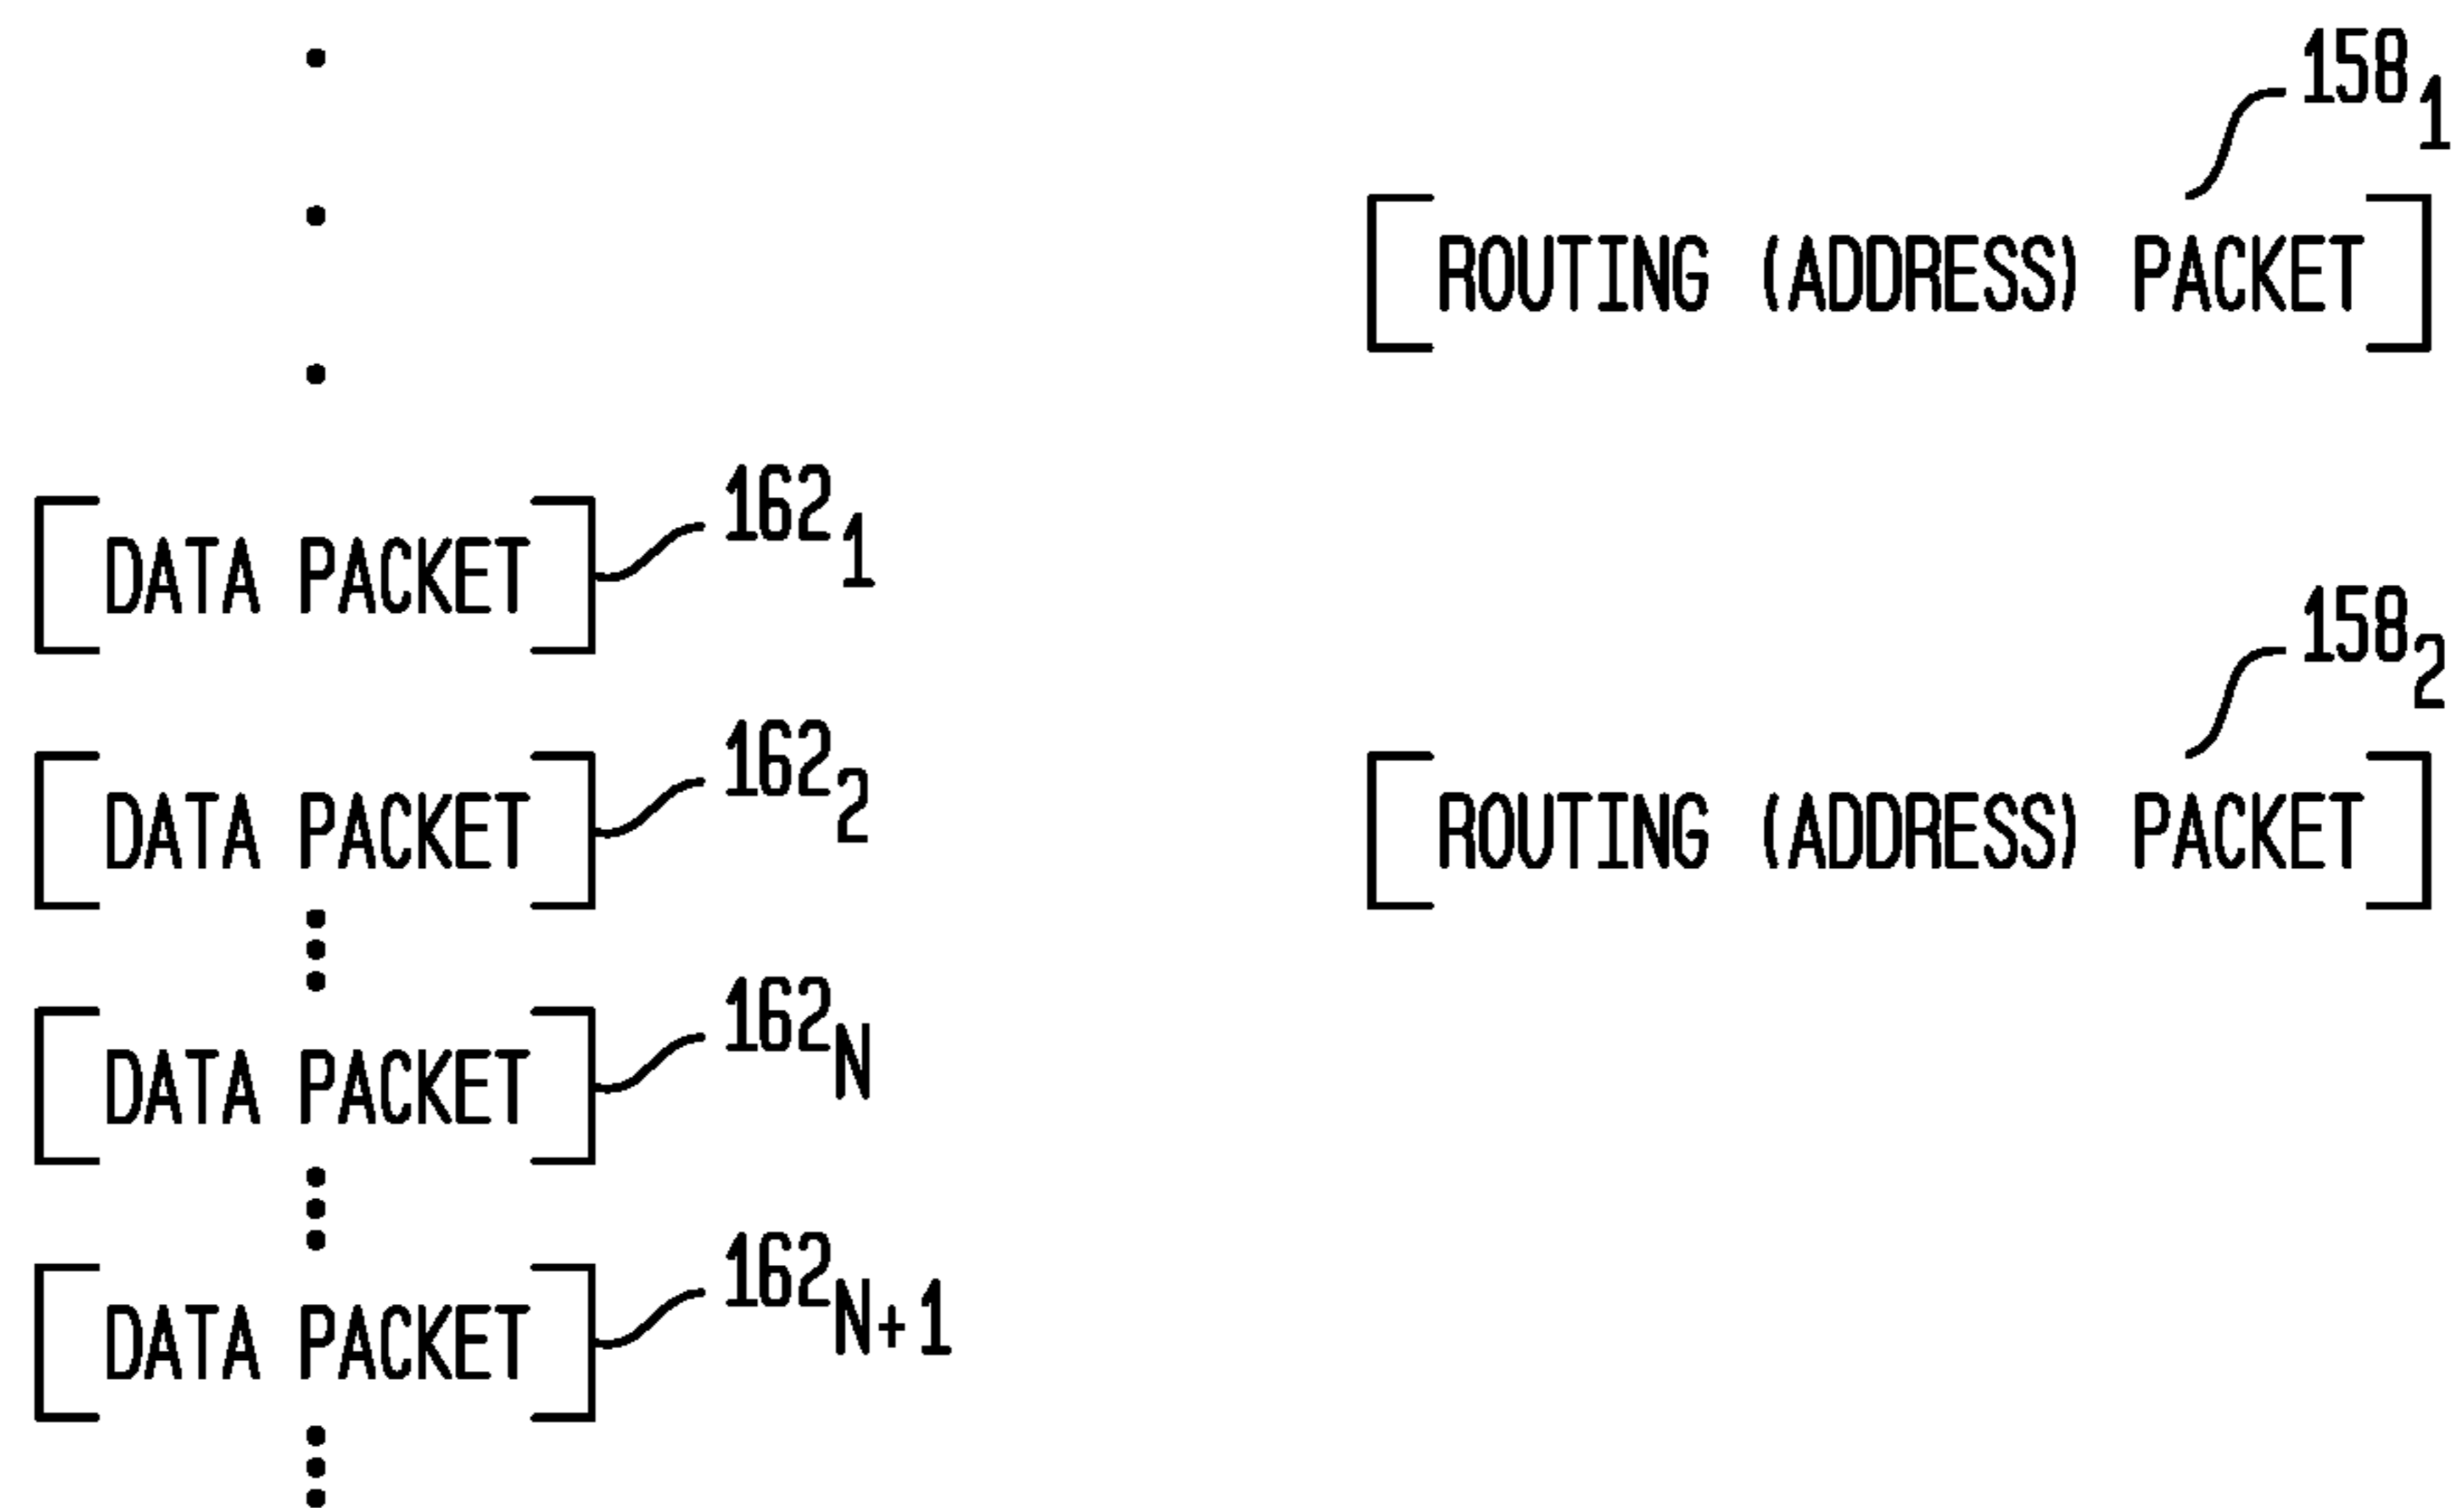 158₁
[ROUTING (ADDRESS) PACKET]
[DATA PACKET] 162₁
158₂
[DATA PACKET] 162₂
[ROUTING (ADDRESS) PACKET]
[DATA PACKET] 162N
[DATA PACKET] 162N+1